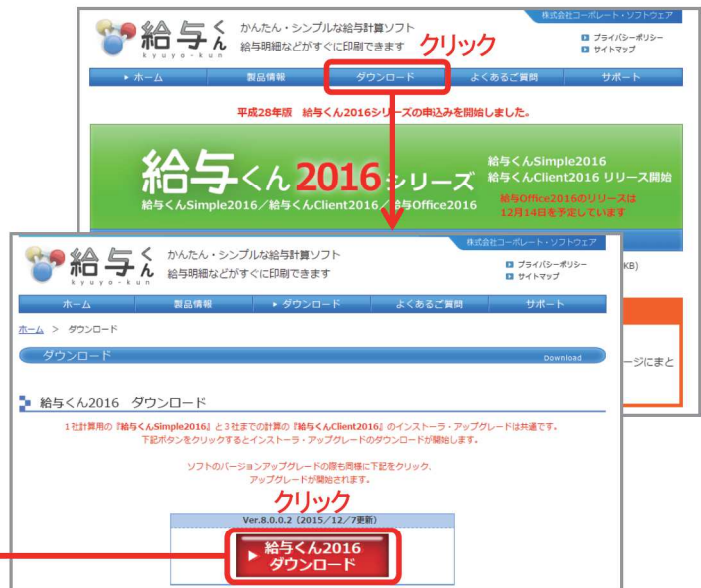 株式会社コーポレート・ソフトウェア
給与くん
kyuyo-kun
かんたん・シンプルな給与計算ソフト
給与明細などがすぐに印刷できます
クリック
プライバシーポリシー
サイトマップ
ホーム 製品情報 ダウンロード よくあるご質問 サポート
平成28年版 給与くん2016シリーズの申込みを開始しました。
給与くん2016シリーズ
給与くんSimple2016/給与くんClient2016/給与Office2016
給与くんSimple2016
給与くんClient2016 リリース開始
給与Office2016のリリースは
12月14日を予定しています
KB)
ージにまと
株式会社コーポレート・ソフトウェア
給与くん
kyuyo-kun
かんたん・シンプルな給与計算ソフト
給与明細などがすぐに印刷できます
プライバシーポリシー
サイトマップ
ホーム 製品情報 ダウンロード よくあるご質問 サポート
ホーム > ダウンロード
ダウンロード Download
給与くん2016 ダウンロード
1社計算用の『給与くんSimple2016』と3社までの計算の『給与くんClient2016』のインストーラ・アップグレードは共通です。
下記ボタンをクリックするとインストーラ・アップグレードのダウンロードが開始します。
ソフトのバージョンアップグレードの際も同様に下記をクリック、
アップグレードが開始されます。
クリック
Ver.8.0.0.2(2015/12/7更新)
給与くん2016
ダウンロード